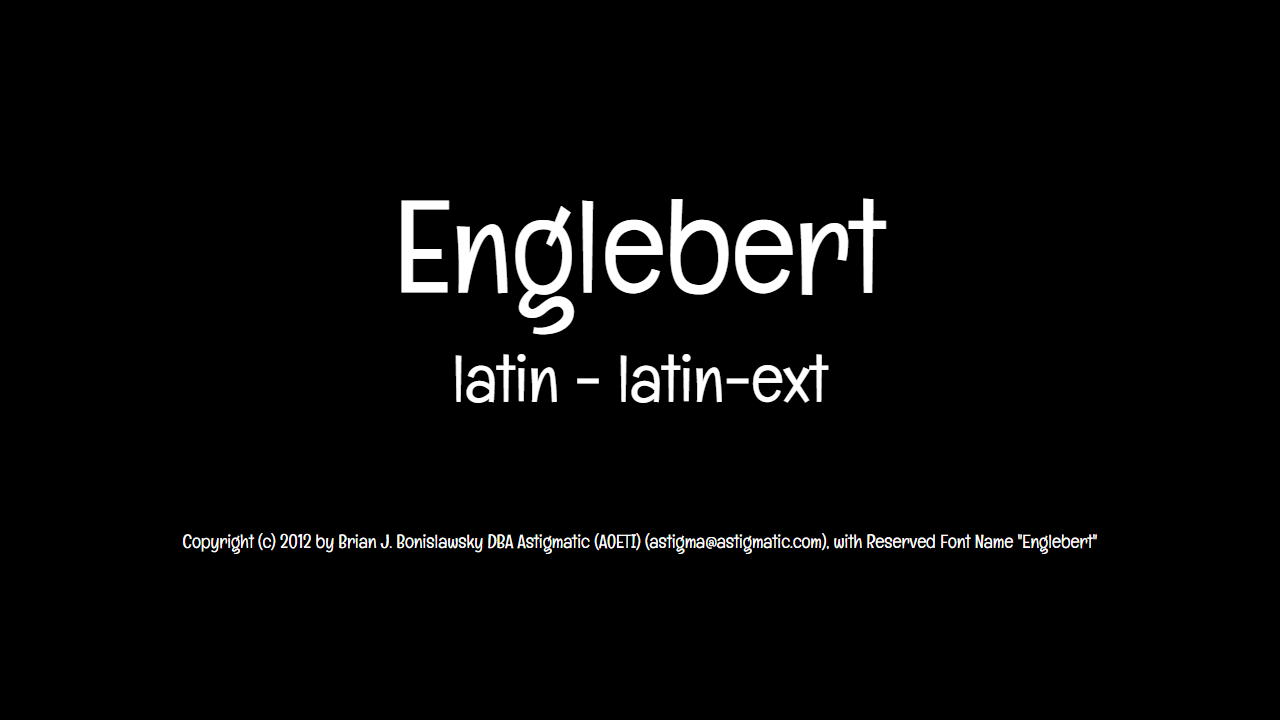 Englebert
latin - latin-ext
Copyright (c) 2012 by Brian J. Bonislawsky DBA Astigmatic (AOETI) (astigma@astigmatic.com), with Reserved Font Name "Englebert"